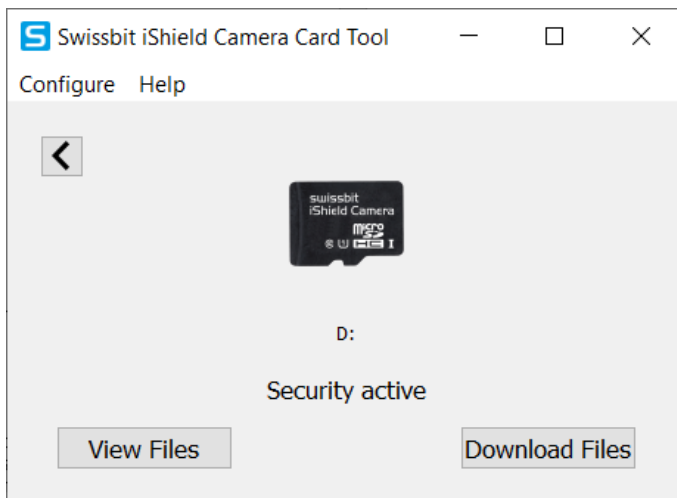 S Swissbit iShield Camera Card Tool
Configure Help
swissbit
iShield Camera
micro
SD
HC I
D:
Security active
View Files Download Files